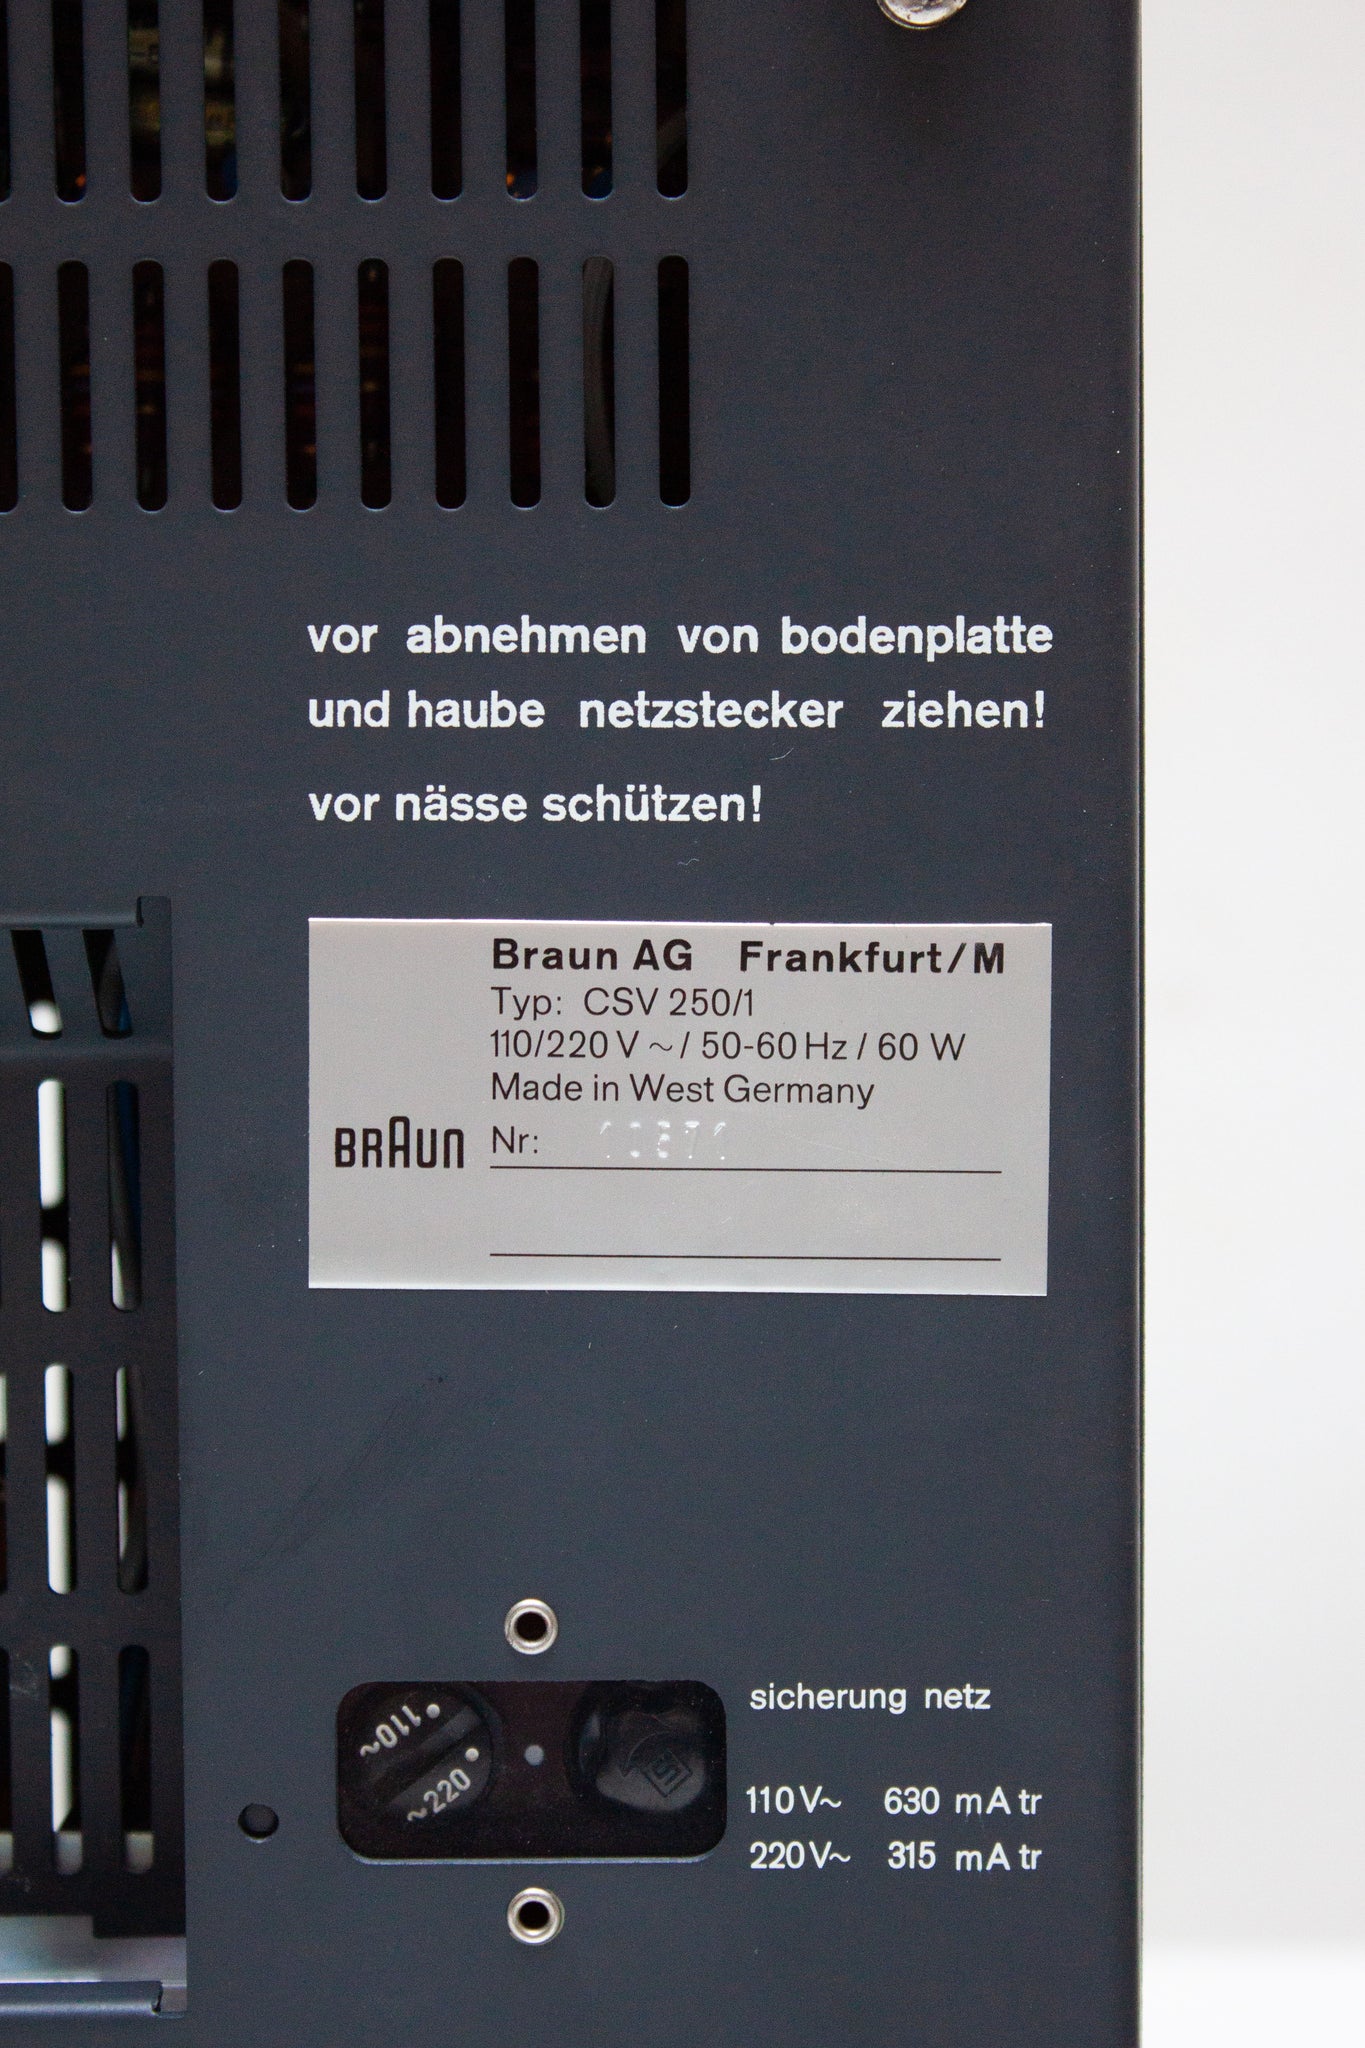 vor abnehmen von bodenplatte
und haube netzstecker ziehen!
vor nässe schützen!
Braun AG Frankfurt/M
Typ: CSV 250/1
110/220 V ~ / 50-60 Hz / 60 W
Made in West Germany
BRAUN Nr:
sicherung netz
~110
~220
110 V~ 630 mA tr
220 V~ 315 mA tr